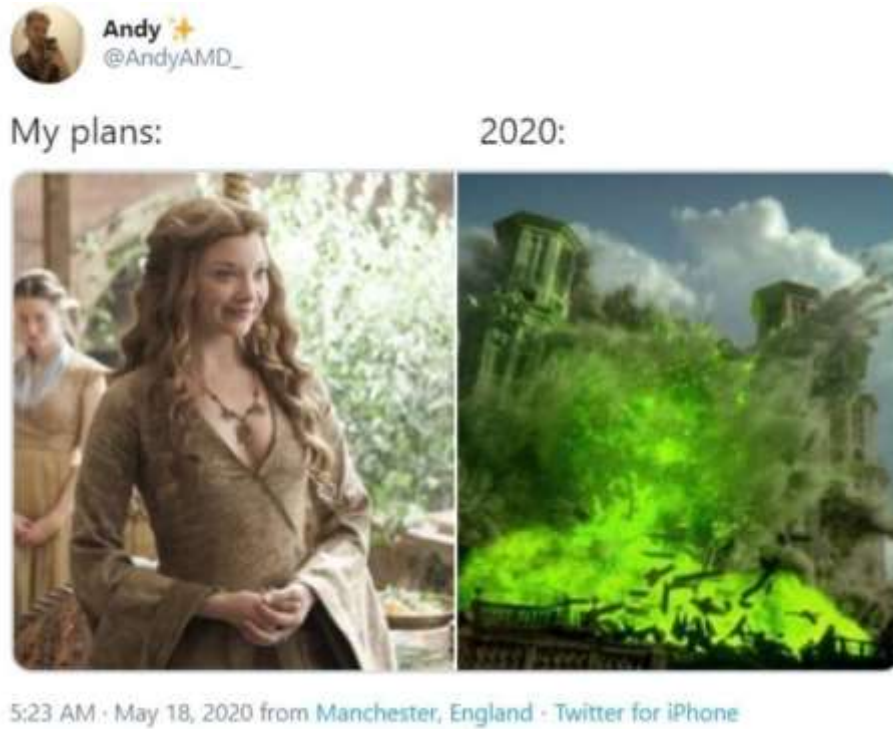 Andy ✨
@AndyAMD_
My plans: 2020:
5:23 AM · May 18, 2020 from Manchester, England · Twitter for iPhone